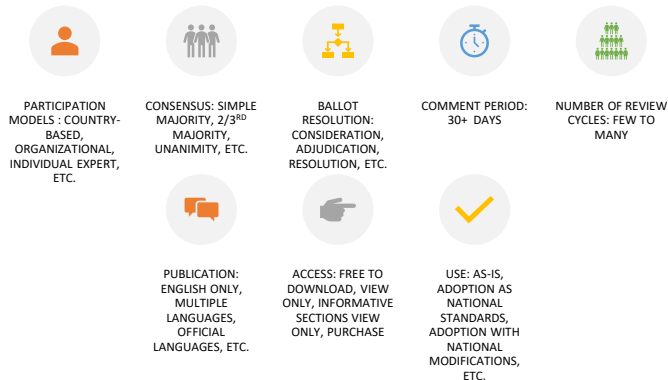 PARTICIPATION
MODELS : COUNTRY-
BASED,
ORGANIZATIONAL,
INDIVIDUAL EXPERT,
ETC.
CONSENSUS: SIMPLE
MAJORITY, 2/3RD
MAJORITY,
UNANIMITY, ETC.
BALLOT
RESOLUTION:
CONSIDERATION,
ADJUDICATION,
RESOLUTION, ETC.
COMMENT PERIOD:
30+ DAYS
NUMBER OF REVIEW
CYCLES: FEW TO
MANY
PUBLICATION:
ENGLISH ONLY,
MULTIPLE
LANGUAGES,
OFFICIAL
LANGUAGES, ETC.
ACCESS: FREE TO
DOWNLOAD, VIEW
ONLY, INFORMATIVE
SECTIONS VIEW
ONLY, PURCHASE
USE: AS-IS,
ADOPTION AS
NATIONAL
STANDARDS,
ADOPTION WITH
NATIONAL
MODIFICATIONS,
ETC.